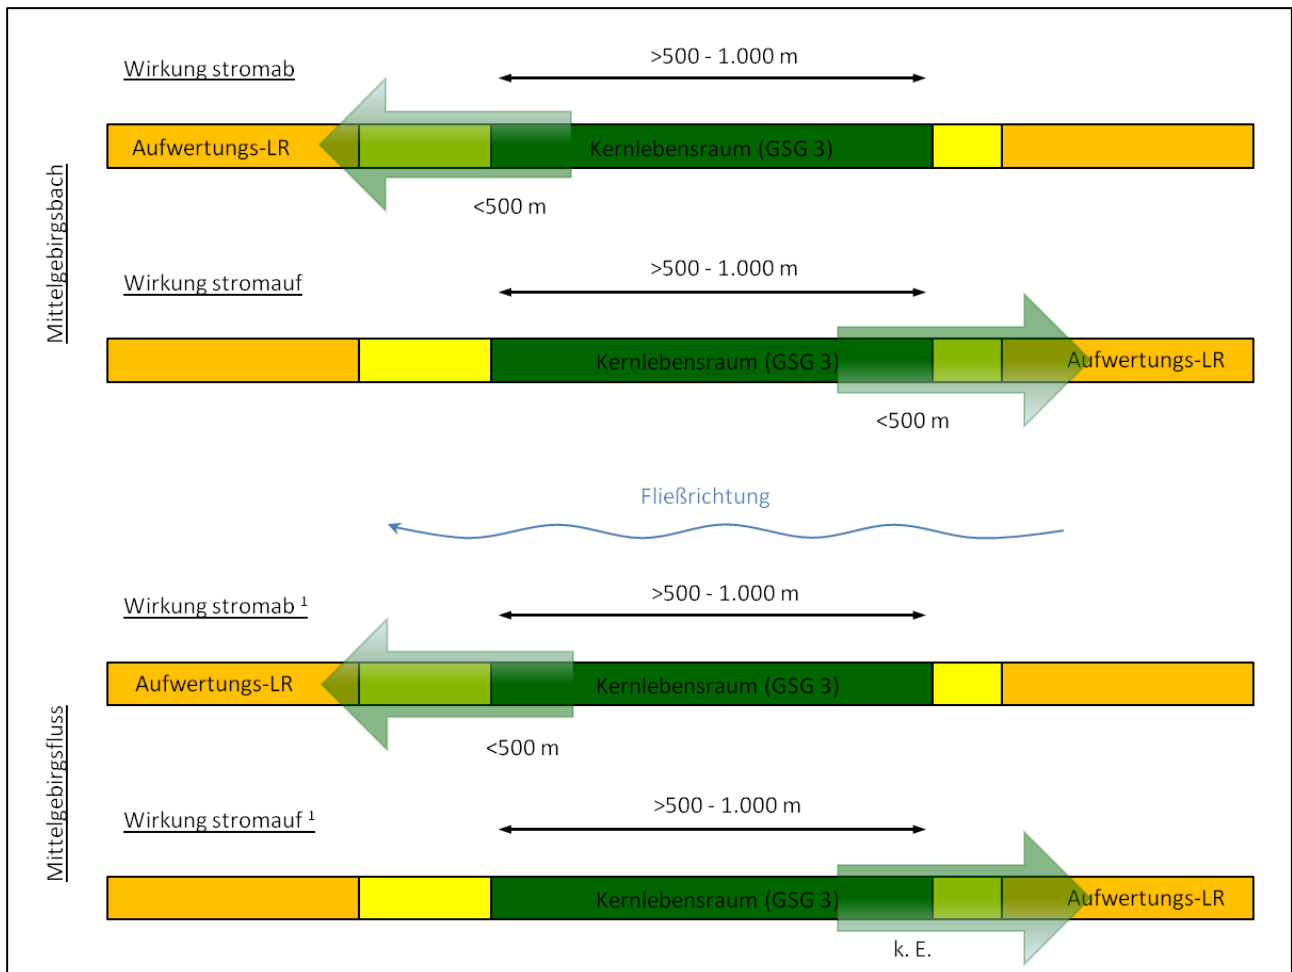 Mittelgebirgsbach
Wirkung stromab
>500 - 1.000 m
Aufwertungs-LR
Kernlebensraum (GSG 3)
<500 m
Wirkung stromauf
>500 - 1.000 m
Kernlebensraum (GSG 3)
Aufwertungs-LR
<500 m
Fließrichtung
Mittelgebirgsfluss
Wirkung stromab ¹
>500 - 1.000 m
Aufwertungs-LR
Kernlebensraum (GSG 3)
<500 m
Wirkung stromauf ¹
>500 - 1.000 m
Kernlebensraum (GSG 3)
Aufwertungs-LR
k. E.